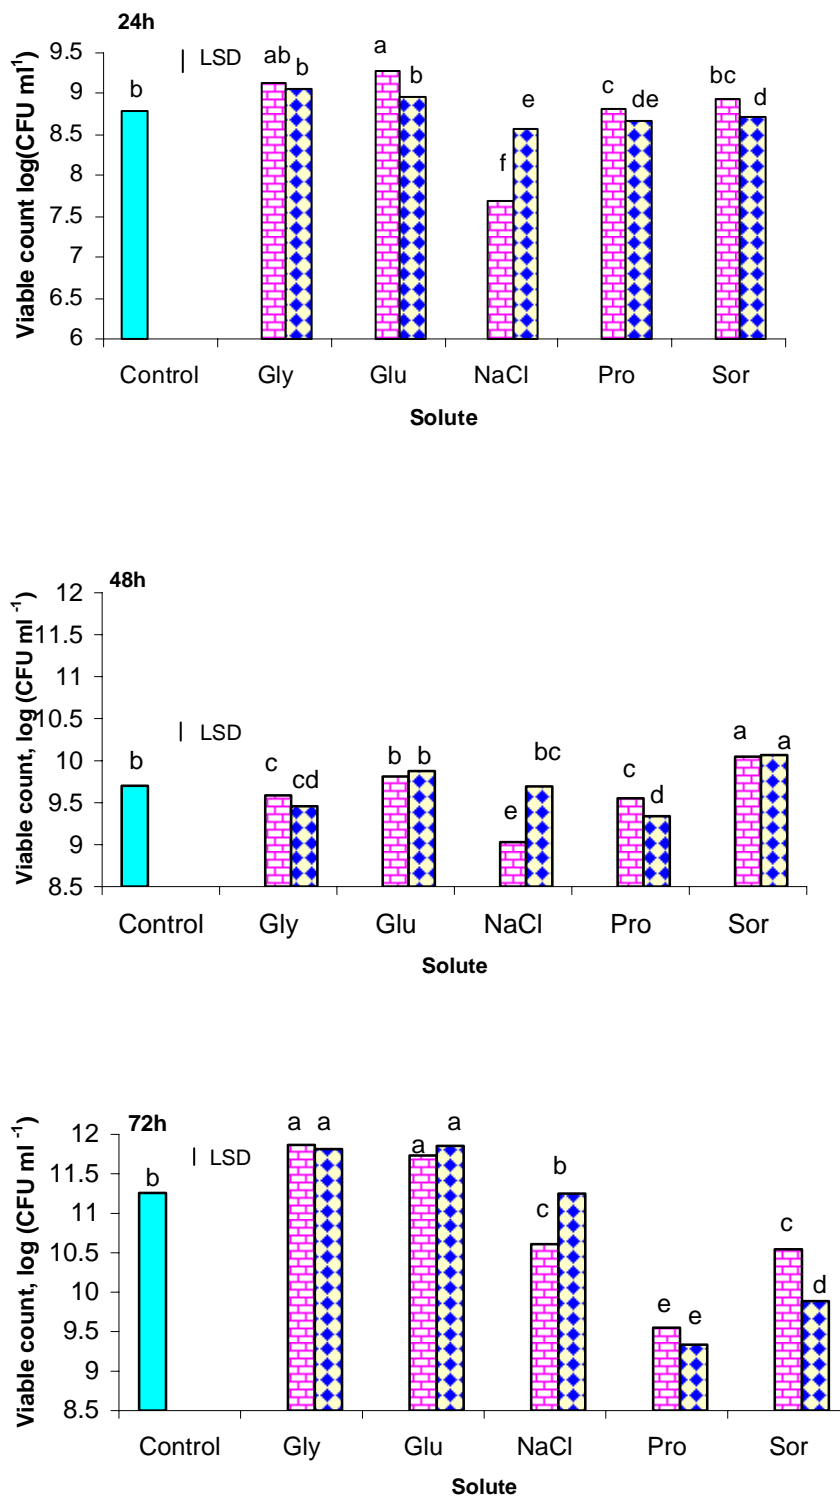 24h
Viable count log(CFU ml¹)
9.5
9
8.5
8
7.5
7
6.5
6
LSD
b
ab
b
a
b
f
e
c
de
bc
d
Control Gly Glu NaCl Pro Sor
Solute
48h
Viable count, log (CFU ml -1)
12
11.5
11
10.5
10
9.5
9
8.5
LSD
b
c
cd
b
b
e
bc
c
d
a
a
Control Gly Glu NaCl Pro Sor
Solute
72h
Viable count, log (CFU ml -1)
12
11.5
11
10.5
10
9.5
9
8.5
LSD
b
a
a
a
a
c
b
e
e
c
d
Control Gly Glu NaCl Pro Sor
Solute